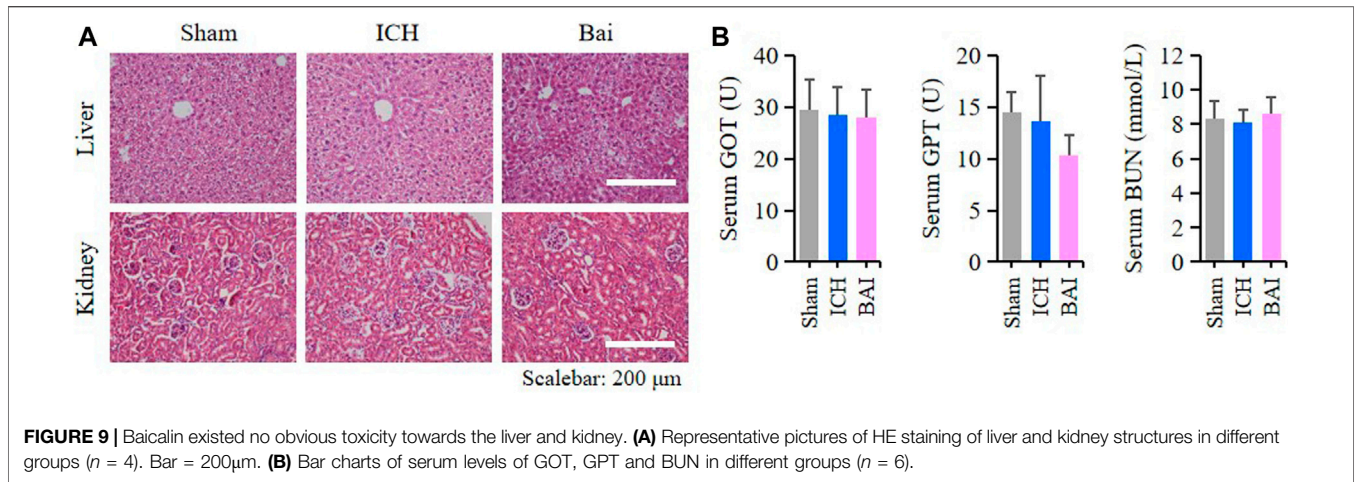 A
Sham ICH Bai
Liver
Kidney
Scalebar: 200 μm
B
Serum GOT (U)
40
30
20
10
0
Sham ICH BAI
Serum GPT (U)
20
15
10
5
0
Sham ICH BAI
Serum BUN (mmol/L)
12
10
8
6
4
2
0
Sham ICH BAI
FIGURE 9 | Baicalin existed no obvious toxicity towards the liver and kidney. (A) Representative pictures of HE staining of liver and kidney structures in different
groups (n = 4). Bar = 200μm. (B) Bar charts of serum levels of GOT, GPT and BUN in different groups (n = 6).